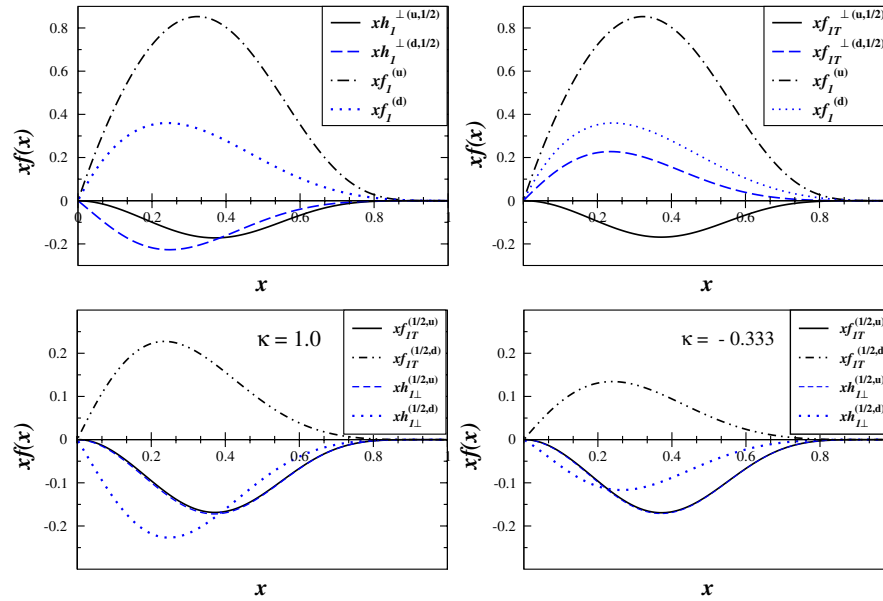 xh₁^⊥(u,1/2)
xh₁^⊥(d,1/2)
xf₁^(u)
xf₁^(d)
0.8
0.6
0.4
0.2
0
-0.2
0 0.2 0.4 0.6 0.8 1
xf(x)
x
xf₁T^⊥(u,1/2)
xf₁T^⊥(d,1/2)
xf₁^(u)
xf₁^(d)
0.8
0.6
0.4
0.2
0
-0.2
0 0.2 0.4 0.6 0.8
xf(x)
x
κ = 1.0
xf₁T^(1/2,u)
xf₁T^(1/2,d)
xh₁⊥^(1/2,u)
xh₁⊥^(1/2,d)
0.2
0.1
0
-0.1
-0.2
0 0.2 0.4 0.6 0.8 1
xf(x)
x
κ = - 0.333
xf₁T^(1/2,u)
xf₁T^(1/2,d)
xh₁⊥^(1/2,u)
xh₁⊥^(1/2,d)
0.2
0.1
0
-0.1
-0.2
0 0.2 0.4 0.6 0.8
xf(x)
x